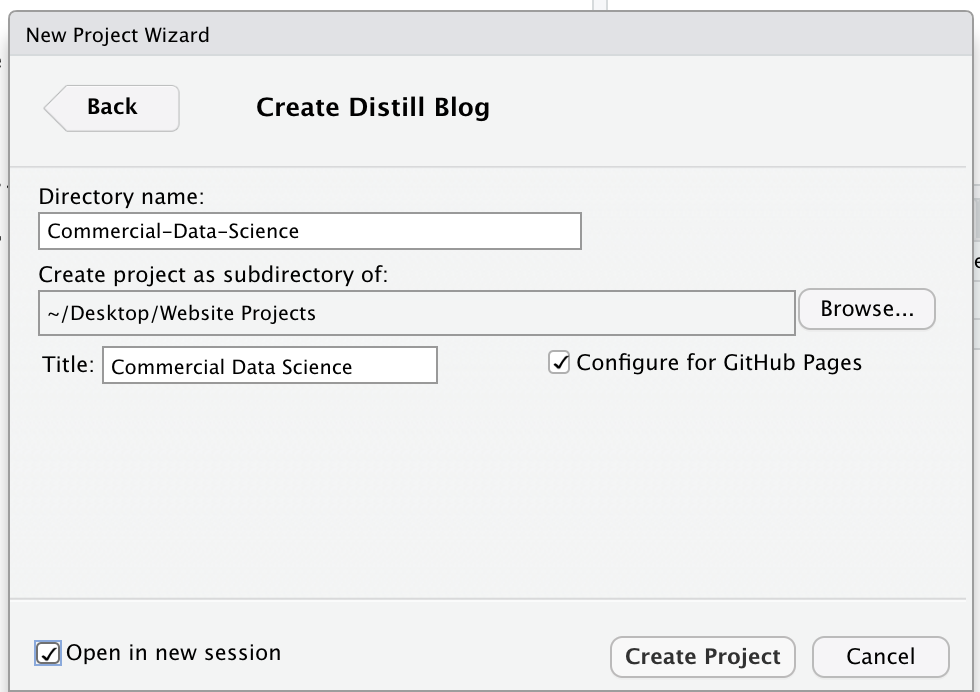 New Project Wizard
Back
Create Distill Blog
Directory name:
Commercial-Data-Science
Create project as subdirectory of:
~/Desktop/Website Projects
Browse...
Title:
Commercial Data Science
Configure for GitHub Pages
Open in new session
Create Project
Cancel